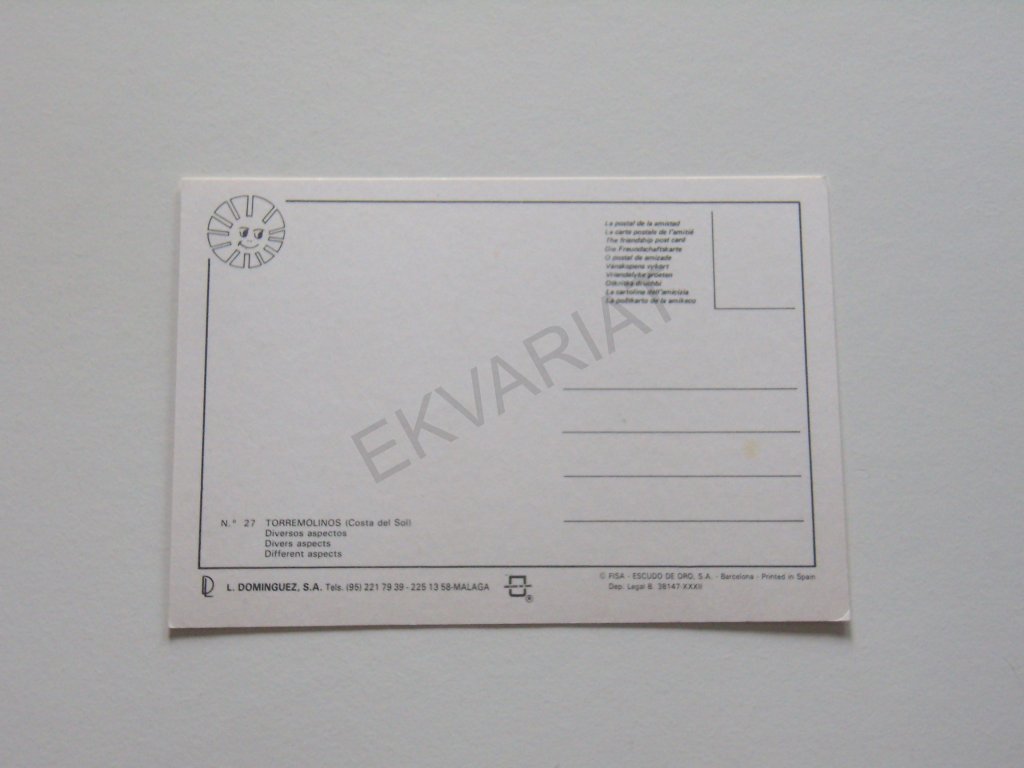 La postal de la amistad
La carte postale de l'amitié
The friendship post card
Die Freundschaftskarte
O postal de amizade
Vänskapens vykort
Vriendelijke groeten
La cartolina dell'amicizia
La poŝtkarto de la amikeco
EKVARIAT
N.º 27 TORREMOLINOS (Costa del Sol)
Diversos aspectos
Divers aspects
Different aspects
L. DOMINGUEZ, S.A. Tels. (95) 221 79 39 - 225 13 58-MALAGA
© FISA - ESCUDO DE ORO, S.A. - Barcelona - Printed in Spain
Dep. Legal B. 38147-XXXII